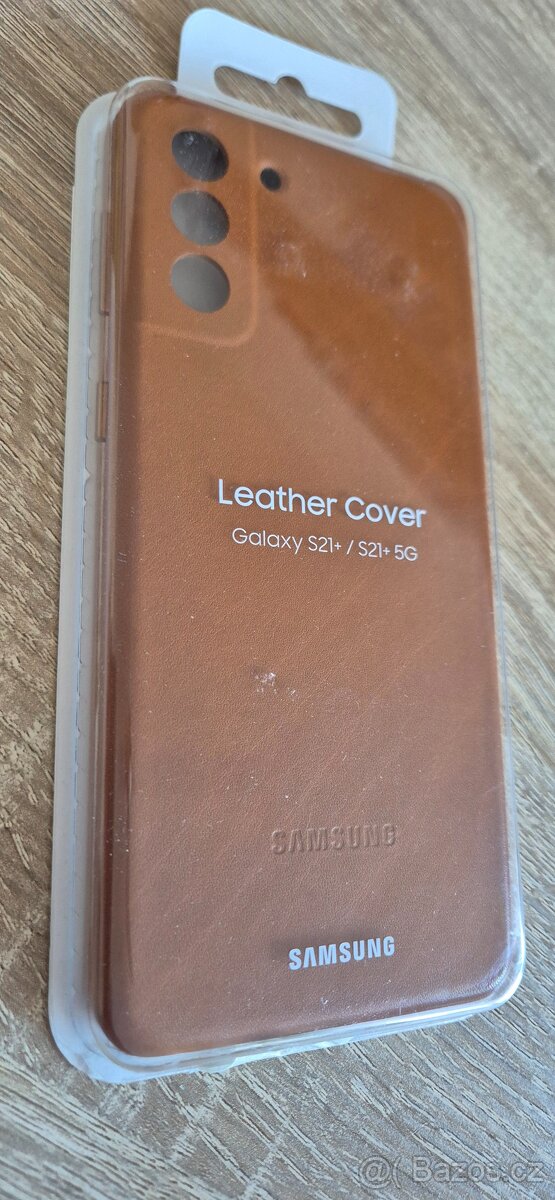 Leather Cover
Galaxy S21+ / S21+ 5G
SAMSUNG
SAMSUNG
@( Bazos.cz